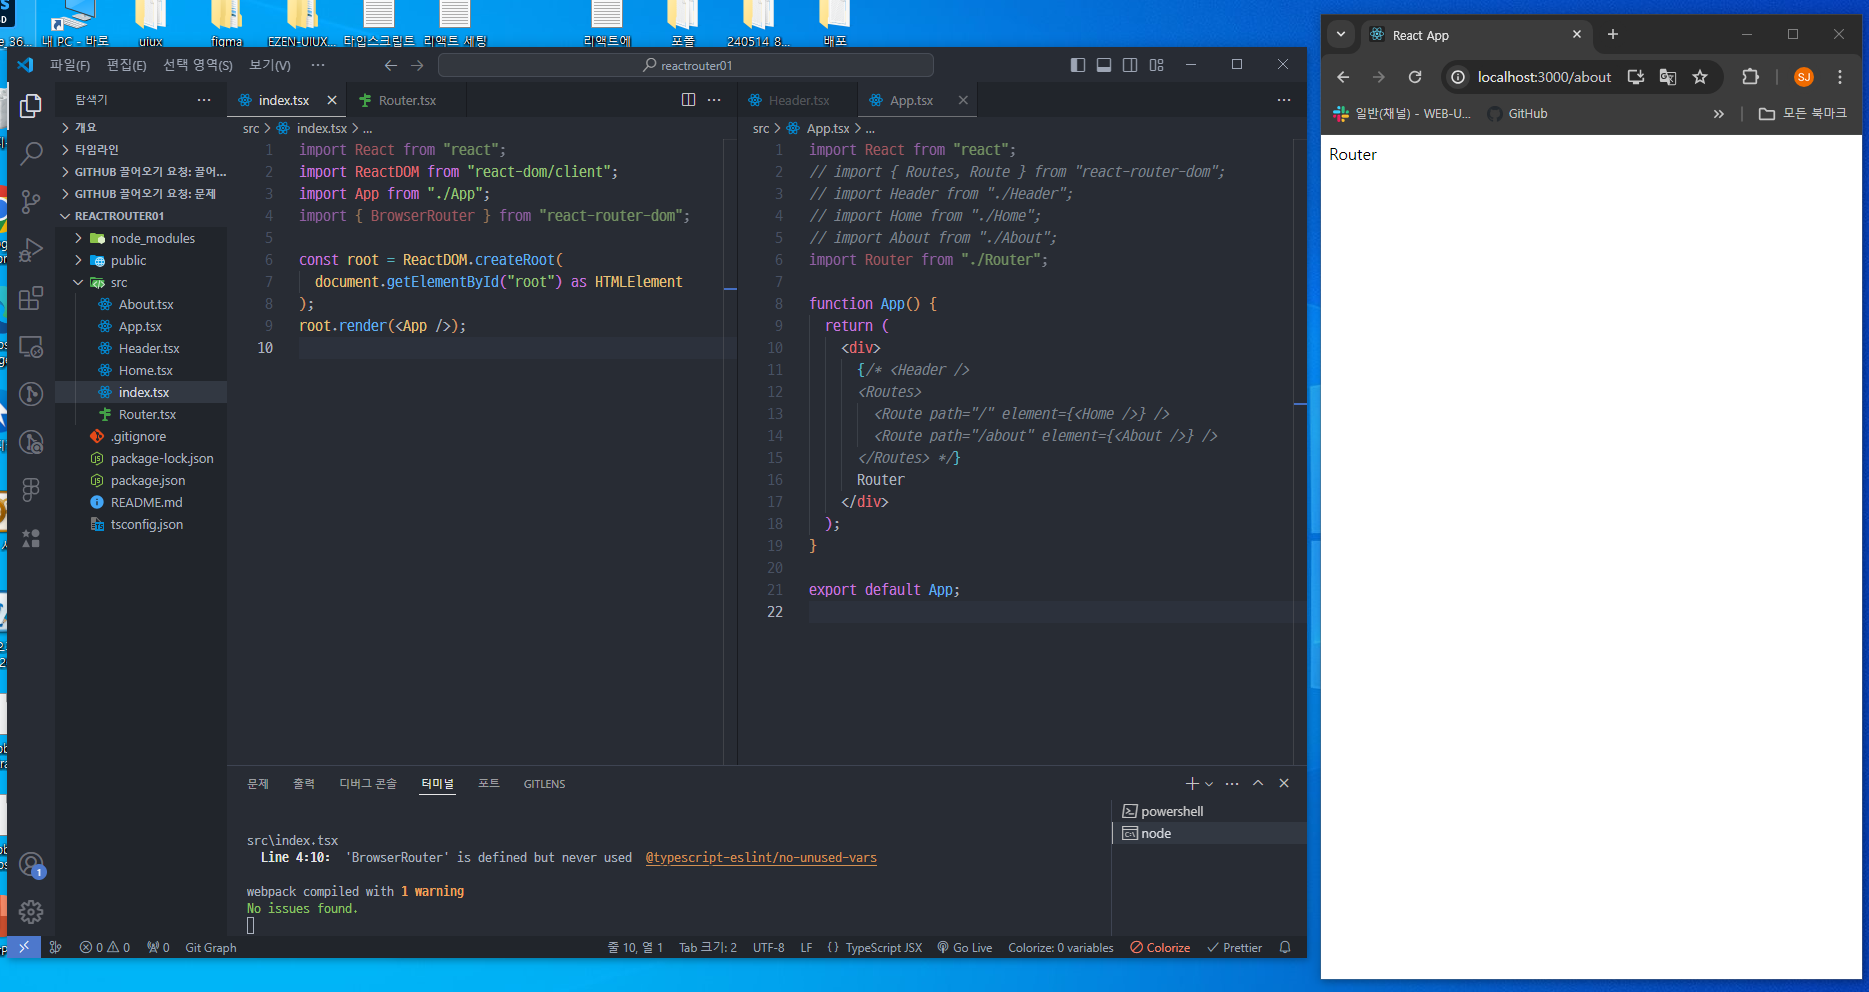 내 PC - 바로
uiux
figma
EZEN-UIUX...
타입스크립트
리액트 세팅
리액트에
포폴
240514 8...
배포
파일(F)
편집(E)
선택 영역(S)
보기(V)
···
reactrouter01
탐색기
개요
타임라인
GITHUB 끌어오기 요청: 끌어...
GITHUB 끌어오기 요청: 문제
REACTROUTER01
node_modules
public
src
About.tsx
App.tsx
Header.tsx
Home.tsx
index.tsx
Router.tsx
.gitignore
package-lock.json
package.json
README.md
tsconfig.json
index.tsx
Router.tsx
src > index.tsx > ...
1 import React from "react";
2 import ReactDOM from "react-dom/client";
3 import App from "./App";
4 import { BrowserRouter } from "react-router-dom";
5
6 const root = ReactDOM.createRoot(
7 document.getElementById("root") as HTMLElement
8 );
9 root.render(<App />);
10
Header.tsx
App.tsx
src > App.tsx > ...
1 import React from "react";
2 // import { Routes, Route } from "react-router-dom";
3 // import Header from "./Header";
4 // import Home from "./Home";
5 // import About from "./About";
6 import Router from "./Router";
7
8 function App() {
9 return (
10 <div>
11 {/* <Header />
12 <Routes>
13 <Route path="/" element={<Home />} />
14 <Route path="/about" element={<About />} />
15 </Routes> */}
16 Router
17 </div>
18 );
19 }
20
21 export default App;
22
문제
출력
디버그 콘솔
터미널
포트
GITLENS
src\index.tsx
Line 4:10: 'BrowserRouter' is defined but never used @typescript-eslint/no-unused-vars
webpack compiled with 1 warning
No issues found.
powershell
node
1
0 0
0
Git Graph
줄 10, 열 1
Tab 크기: 2
UTF-8
LF
{} TypeScript JSX
Go Live
Colorize: 0 variables
Colorize
Prettier
React App
localhost:3000/about
SJ
일반(채널) - WEB-U...
GitHub
모든 북마크
Router